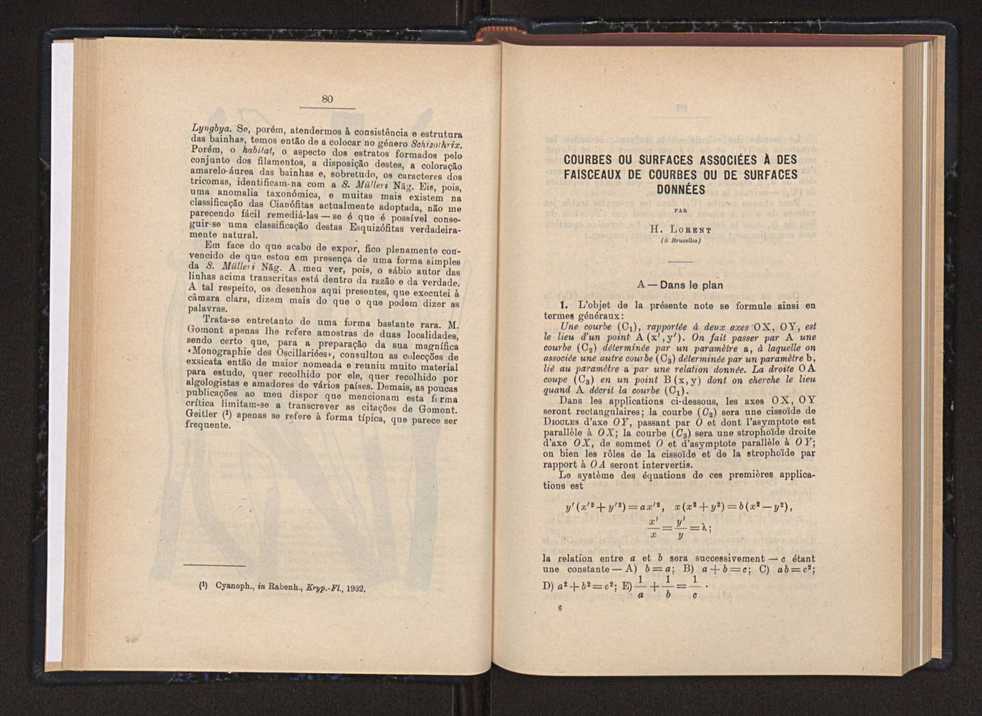 80
Lyngbya. Se, porém, atendermos à consistência e estrutura
das bainhas, temos então de a colocar no género Schizothrix.
Porém, o habitat, o aspecto dos estratos formados pelo
conjunto dos filamentos, a disposição destes, a coloração
amarelo-áurea das bainhas e, sobretudo, os caracteres dos
tricomas, identificam-na com a S. Mülleri Näg. Eis, pois,
uma anomalia taxonómica, e muitas mais existem na
classificação das Cianófitas actualmente adoptada, não me
parecendo fácil remediá-las — se é que é possível conse-
guir-se uma classificação destas Esquizófitas verdadeira-
mente natural.
Em face do que acabo de expor, fico plenamente con-
vencido de que estou em presença de uma forma simples
da S. Mülleri Näg. A meu ver, pois, o sábio autor das
linhas acima transcritas está dentro da razão e da verdade.
A tal respeito, os desenhos aqui presentes, que executei à
câmara clara, dizem mais do que o que podem dizer as
palavras.
Trata-se entretanto de uma forma bastante rara. M.
Gomont apenas lhe refere amostras de duas localidades,
sendo certo que, para a preparação da sua magnífica
«Monographie des Oscillariées», consultou as colecções de
exsicata então de maior nomeada e reuniu muito material
para estudo, quer recolhido por ele, quer recolhido por
algologistas e amadores de vários países. Demais, as poucas
publicações ao meu dispor que mencionam esta forma
crítica limitam-se a transcrever as citações de Gomont.
Geitler (¹) apenas se refere à forma típica, que parece ser
frequente.
(¹) Cyanoph., in Rabenh., Kryp.-Fl., 1932.
COURBES OU SURFACES ASSOCIÉES À DES
FAISCEAUX DE COURBES OU DE SURFACES
DONNÉES
PAR
H. LORENT
(à Bruxelles)
A — Dans le plan
1. L'objet de la présente note se formule ainsi en
termes généraux:
Une courbe (C₁), rapportée à deux axes OX, OY, est
le lieu d'un point A (x', y'). On fait passer par A une
courbe (C₂) déterminée par un paramètre a, à laquelle on
associée une autre courbe (C₃) déterminée par un paramètre b,
lié au paramètre a par une relation donnée. La droite OA
coupe (C₃) en un point B (x, y) dont on cherche le lieu
quand A décrit la courbe (C₁).
Dans les applications ci-dessous, les axes OX, OY
seront rectangulaires; la courbe (C₂) sera une cissoïde de
DIOCLES d'axe OY, passant par O et dont l'asymptote est
parallèle à OX; la courbe (C₃) sera une strophoïde droite
d'axe OX, de sommet O et d'asymptote parallèle à OY;
on bien les rôles de la cissoïde et de la strophoïde par
rapport à OA seront intervertis.
Le système des équations de ces premières applica-
tions est
y' (x'² + y'²) = ax'², x (x² + y²) = b (x² — y²),
x'/x = y'/y = λ;
la relation entre a et b sera successivement — c étant
une constante — A) b = a; B) a + b = c; C) ab = c²;
D) a² + b² = c²; E) 1/a + 1/b = 1/c .
6